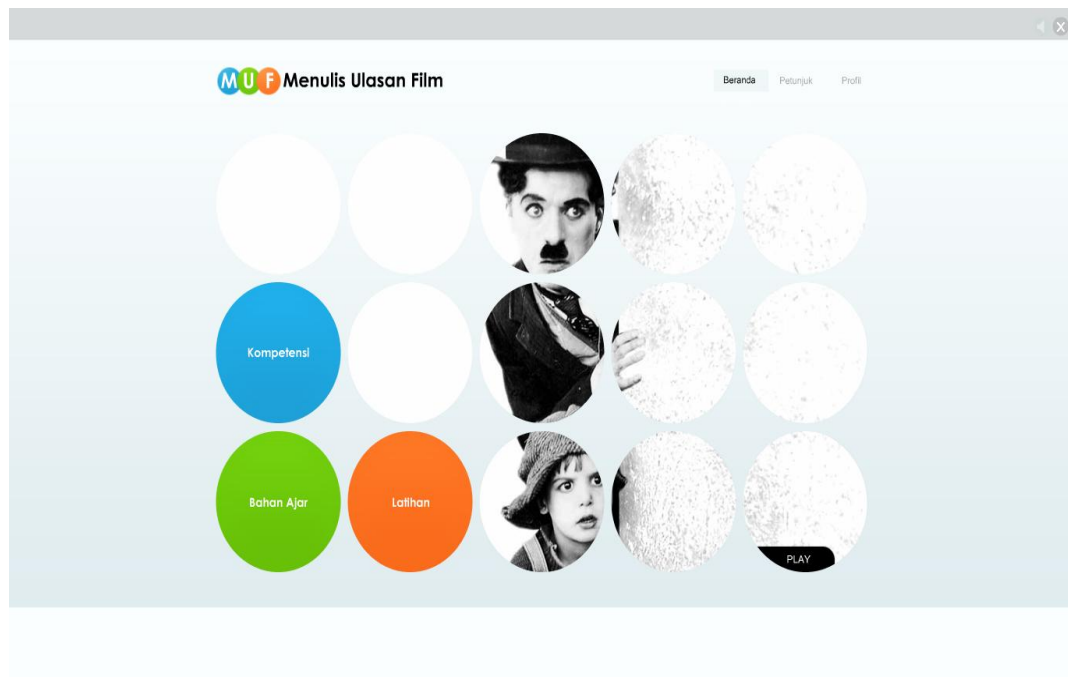 MUF Menulis Ulasan Film
Beranda Petunjuk Profil
Kompetensi
Bahan Ajar
Latihan
PLAY